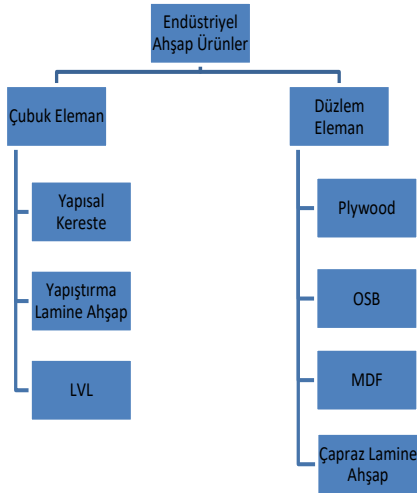 Endüstriyel
Ahşap Ürünler
Çubuk Eleman
Yapısal
Kereste
Yapıştırma
Lamine Ahşap
LVL
Düzlem
Eleman
Plywood
OSB
MDF
Çapraz Lamine
Ahşap